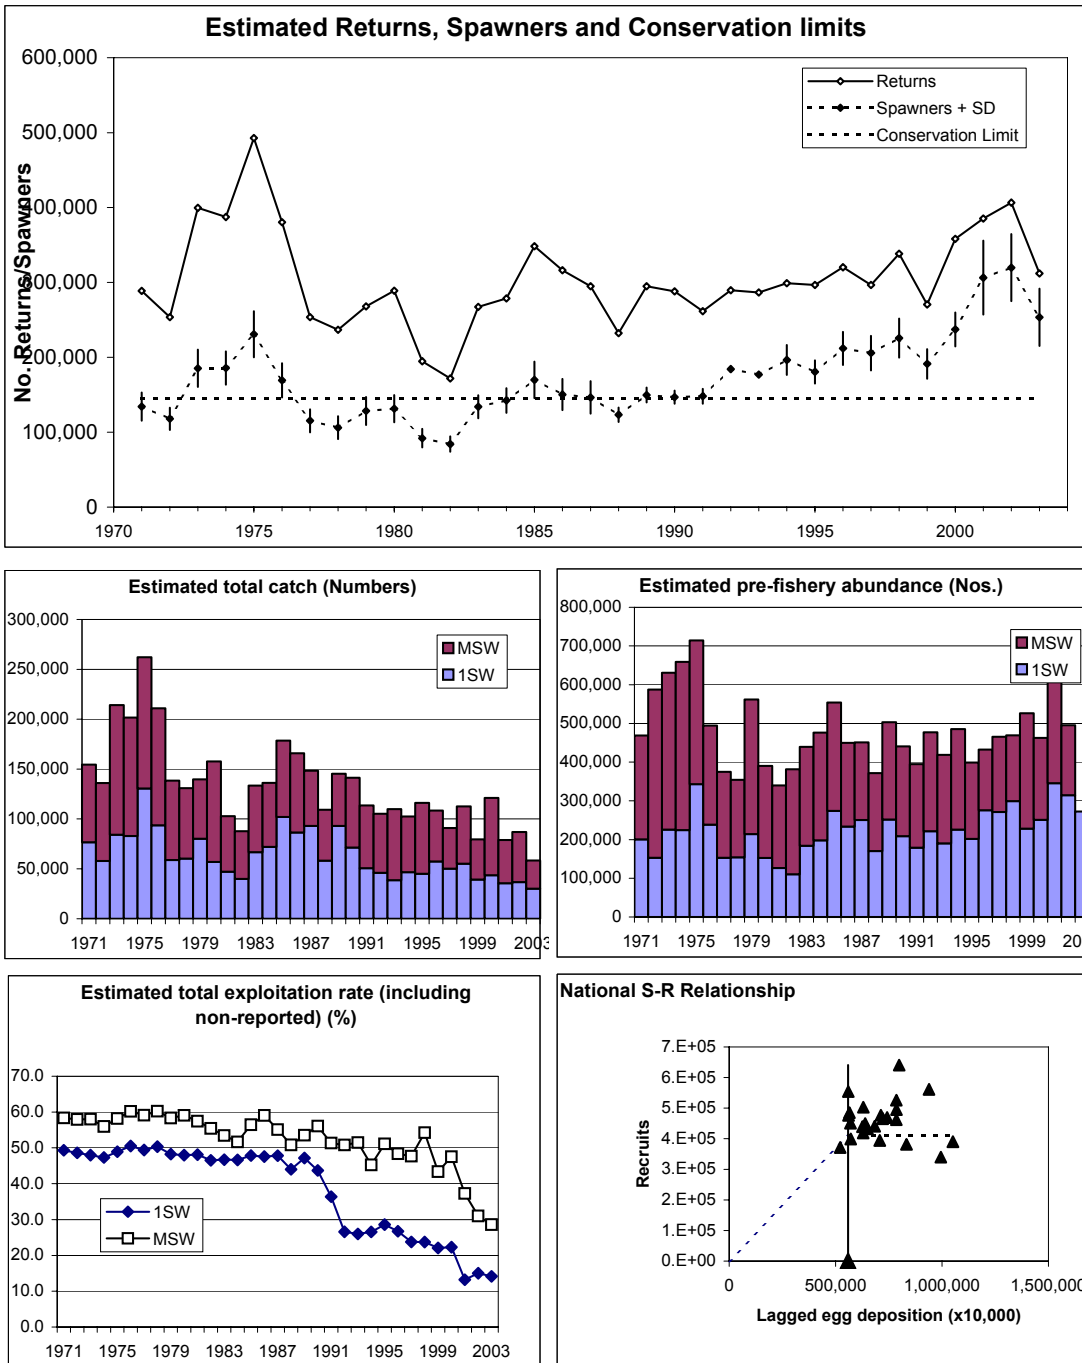 Estimated Returns, Spawners and Conservation limits
No. Returns/Spawners
600,000
500,000
400,000
300,000
200,000
100,000
0
Returns
Spawners + SD
Conservation Limit
1970 1975 1980 1985 1990 1995 2000
Estimated total catch (Numbers)
300,000
250,000
200,000
150,000
100,000
50,000
0
MSW
1SW
1971 1975 1979 1983 1987 1991 1995 1999 2003
Estimated pre-fishery abundance (Nos.)
800,000
700,000
600,000
500,000
400,000
300,000
200,000
100,000
0
MSW
1SW
1971 1975 1979 1983 1987 1991 1995 1999
Estimated total exploitation rate (including
non-reported) (%)
70.0
60.0
50.0
40.0
30.0
20.0
10.0
0.0
1SW
MSW
1971 1975 1979 1983 1987 1991 1995 1999 2003
National S-R Relationship
Recruits
7.E+05
6.E+05
5.E+05
4.E+05
3.E+05
2.E+05
1.E+05
0.E+00
0 500,000 1,000,000 1,500,000
Lagged egg deposition (x10,000)